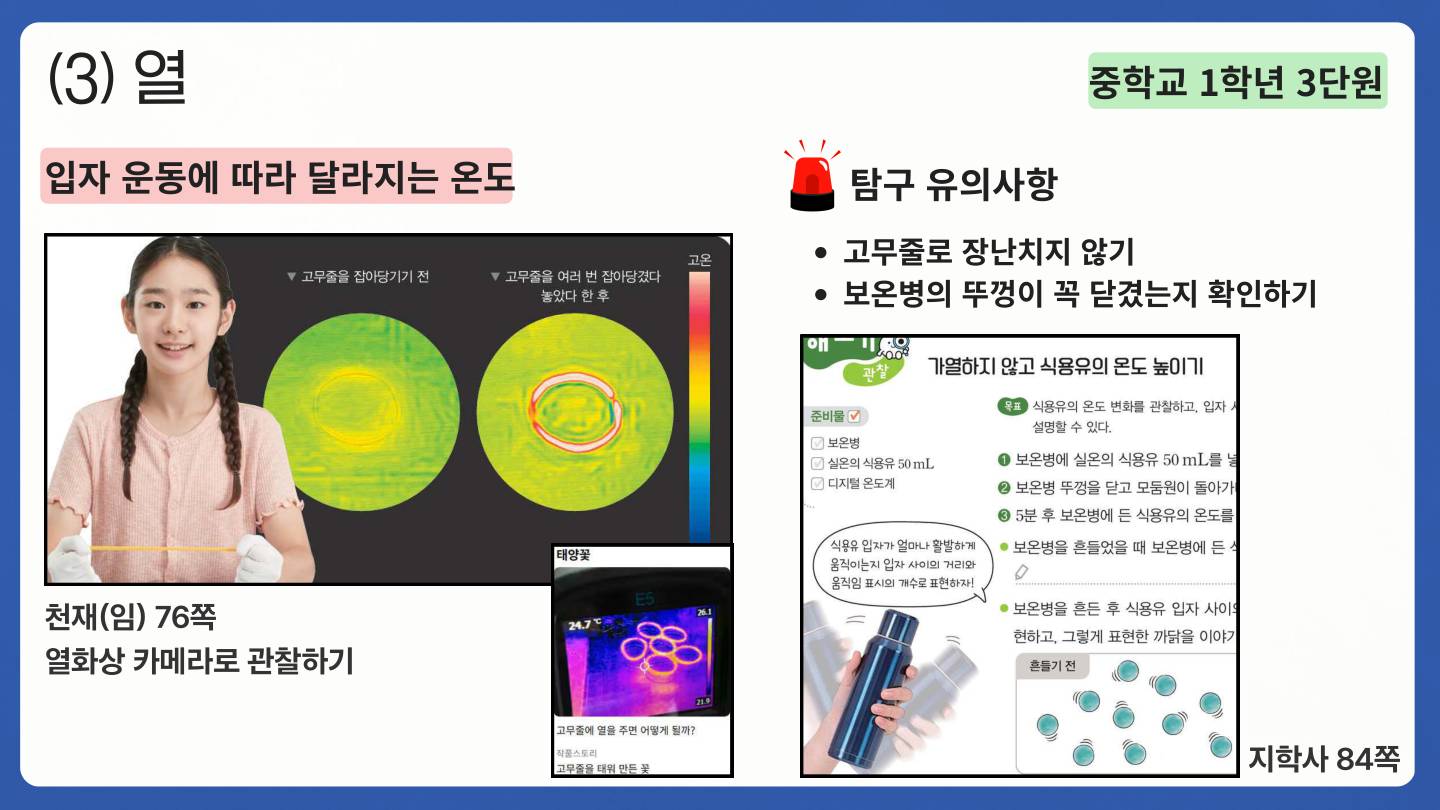 (3) 열
중학교 1학년 3단원
입자 운동에 따라 달라지는 온도
▼ 고무줄을 잡아당기기 전
▼ 고무줄을 여러 번 잡아당겼다
놓았다 한 후
고온
태양꽃
E5
24.7 ℃
26.1
21.9
고무줄에 열을 주면 어떻게 될까?
작품스토리
고무줄을 태워 만든 꽃
천재(임) 76쪽
열화상 카메라로 관찰하기
탐구 유의사항
• 고무줄로 장난치지 않기
• 보온병의 뚜껑이 꼭 닫겼는지 확인하기
관찰
가열하지 않고 식용유의 온도 높이기
준비물
보온병
실온의 식용유 50 mL
디지털 온도계
목표 식용유의 온도 변화를 관찰하고, 입자
설명할 수 있다.
1 보온병에 실온의 식용유 50 mL를
2 보온병 뚜껑을 닫고 모둠원이
3 5분 후 보온병에 든 식용유의 온도를
• 보온병을 흔들었을 때 보온병에 든
• 보온병을 흔든 후 식용유 입자
현하고, 그렇게 표현한 까닭을
식용유 입자가 얼마나 활발하게
움직이는지 입자 사이의 거리와
움직임 표시의 개수로 표현하자!
흔들기 전
지학사 84쪽